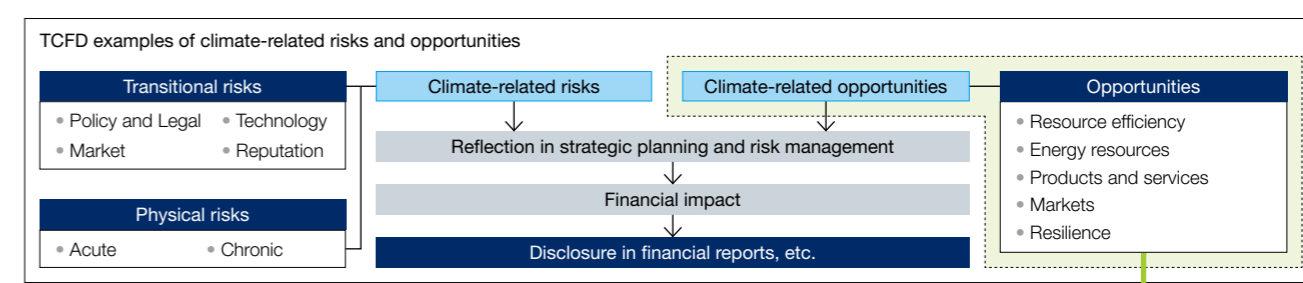 TCFD examples of climate-related risks and opportunities
Transitional risks
• Policy and Legal • Technology
• Market • Reputation
Physical risks
• Acute • Chronic
Climate-related risks
Climate-related opportunities
Reflection in strategic planning and risk management
Financial impact
Disclosure in financial reports, etc.
Opportunities
• Resource efficiency
• Energy resources
• Products and services
• Markets
• Resilience